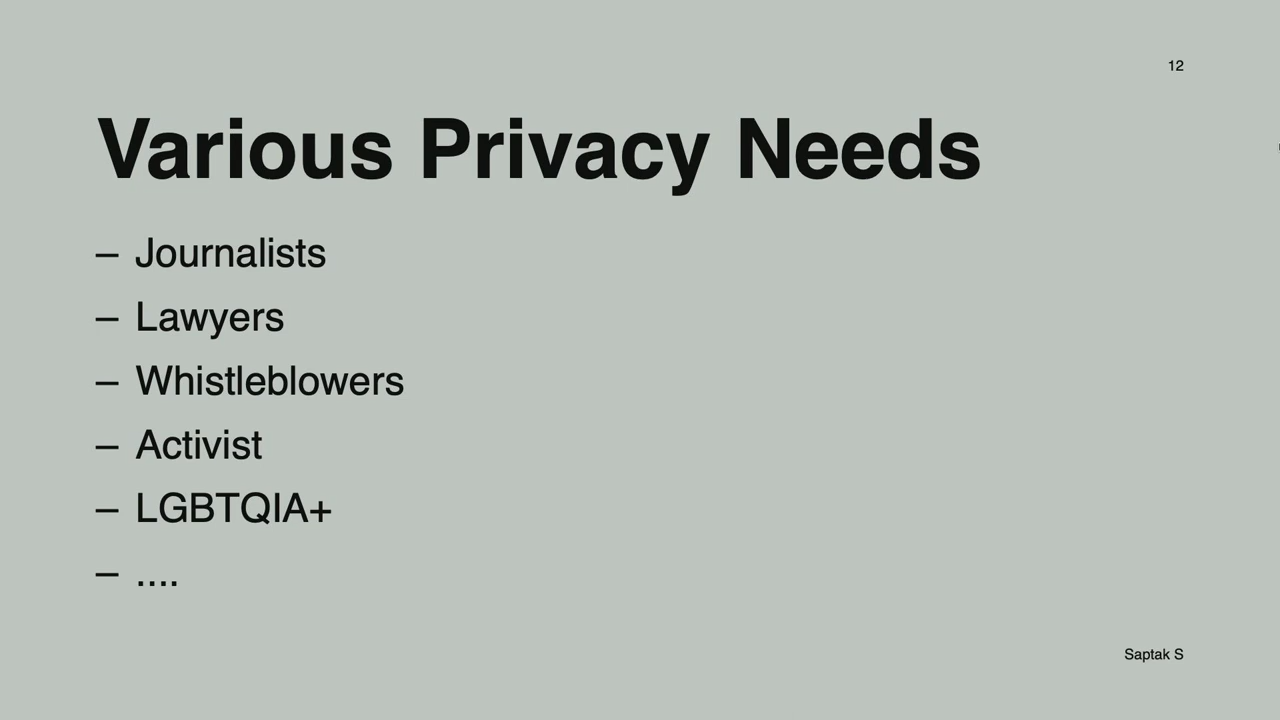 12
Various Privacy Needs
– Journalists
– Lawyers
– Whistleblowers
– Activist
– LGBTQIA+
– ....
Saptak S